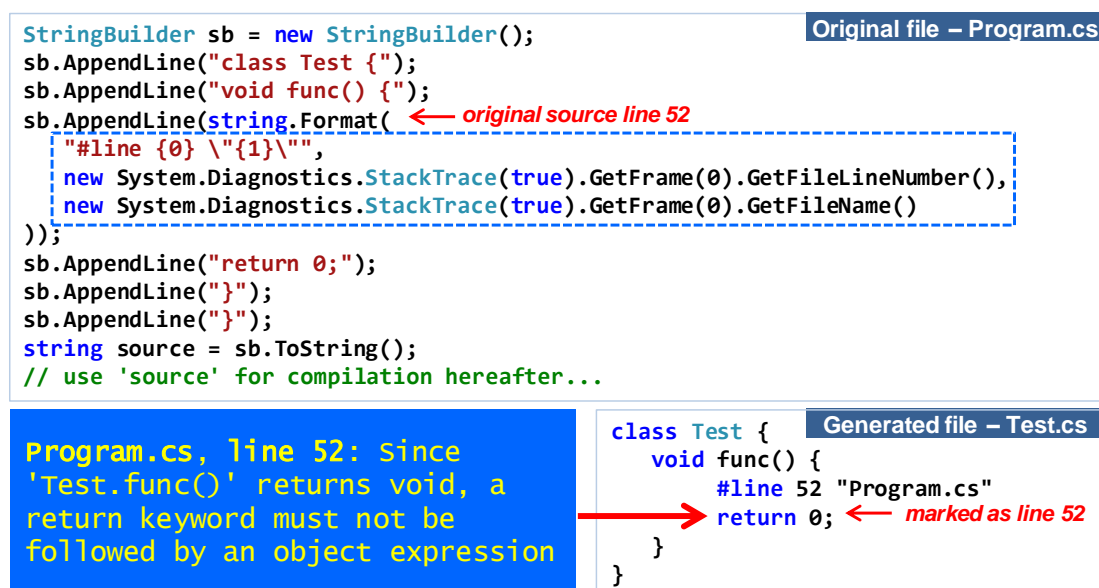 Original file – Program.cs
StringBuilder sb = new StringBuilder();
sb.AppendLine("class Test {");
sb.AppendLine("void func() {");
sb.AppendLine(string.Format( original source line 52
"#line {0} \"{1}\"",
new System.Diagnostics.StackTrace(true).GetFrame(0).GetFileLineNumber(),
new System.Diagnostics.StackTrace(true).GetFrame(0).GetFileName()
));
sb.AppendLine("return 0;");
sb.AppendLine("}");
sb.AppendLine("}");
string source = sb.ToString();
// use 'source' for compilation hereafter...
Program.cs, line 52: Since
'Test.func()' returns void, a
return keyword must not be
followed by an object expression
Generated file – Test.cs
class Test {
void func() {
#line 52 "Program.cs"
return 0; marked as line 52
}
}